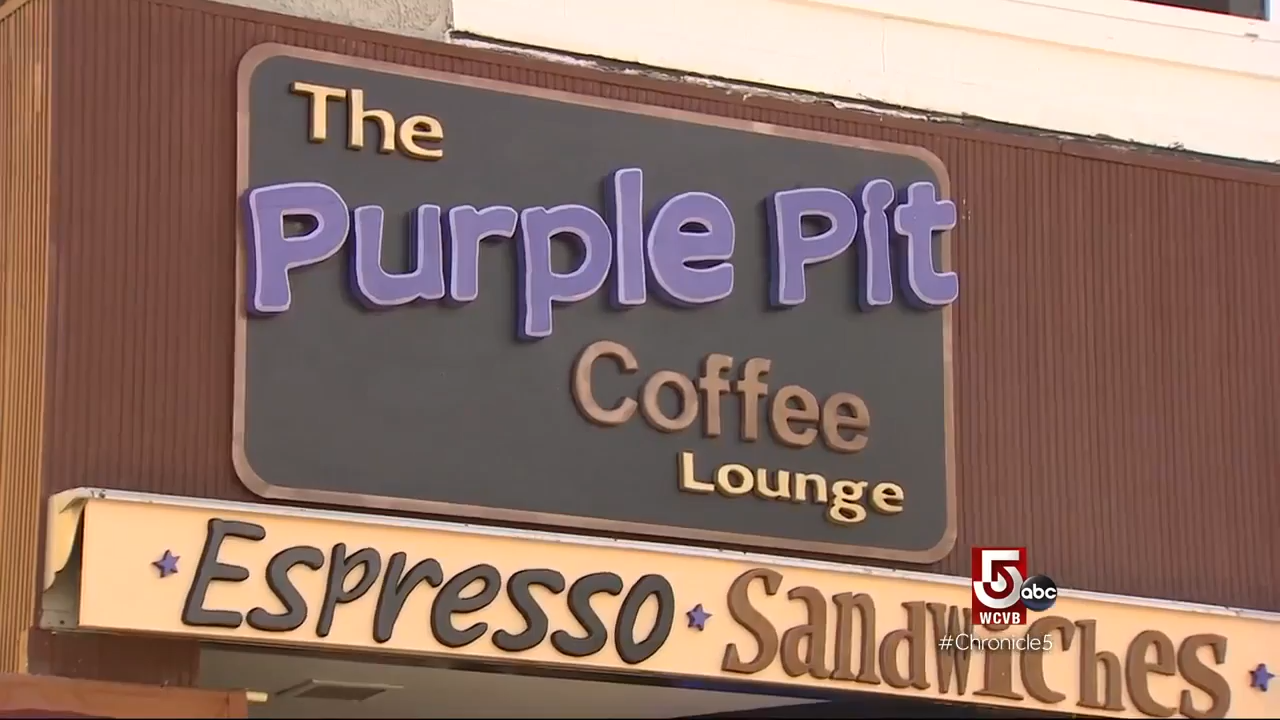 The
Purple Pit
Coffee
Lounge
Espresso Sandwiches
5 abc
WCVB
#Chronicle5